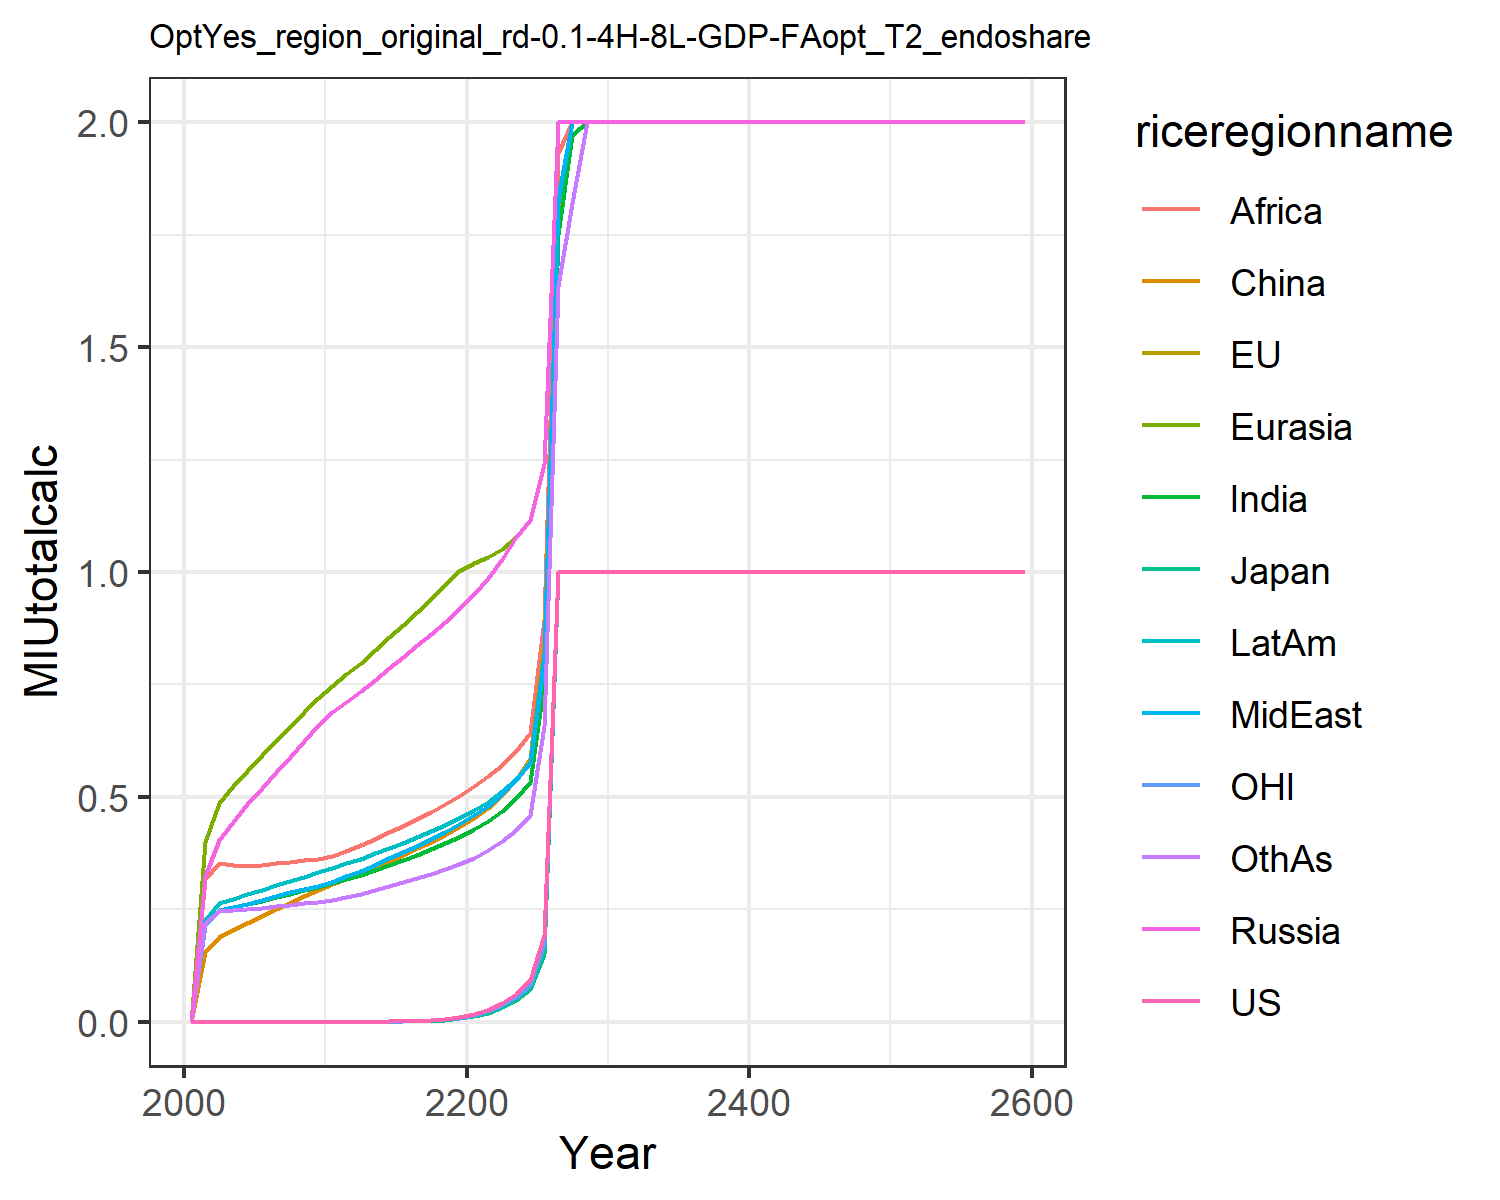 OptYes_region_original_rd-0.1-4H-8L-GDP-FAopt_T2_endoshare
MIUtotalcalc
2.0
1.5
1.0
0.5
0.0
2000
2200
2400
2600
Year
riceregionname
Africa
China
EU
Eurasia
India
Japan
LatAm
MidEast
OHI
OthAs
Russia
US